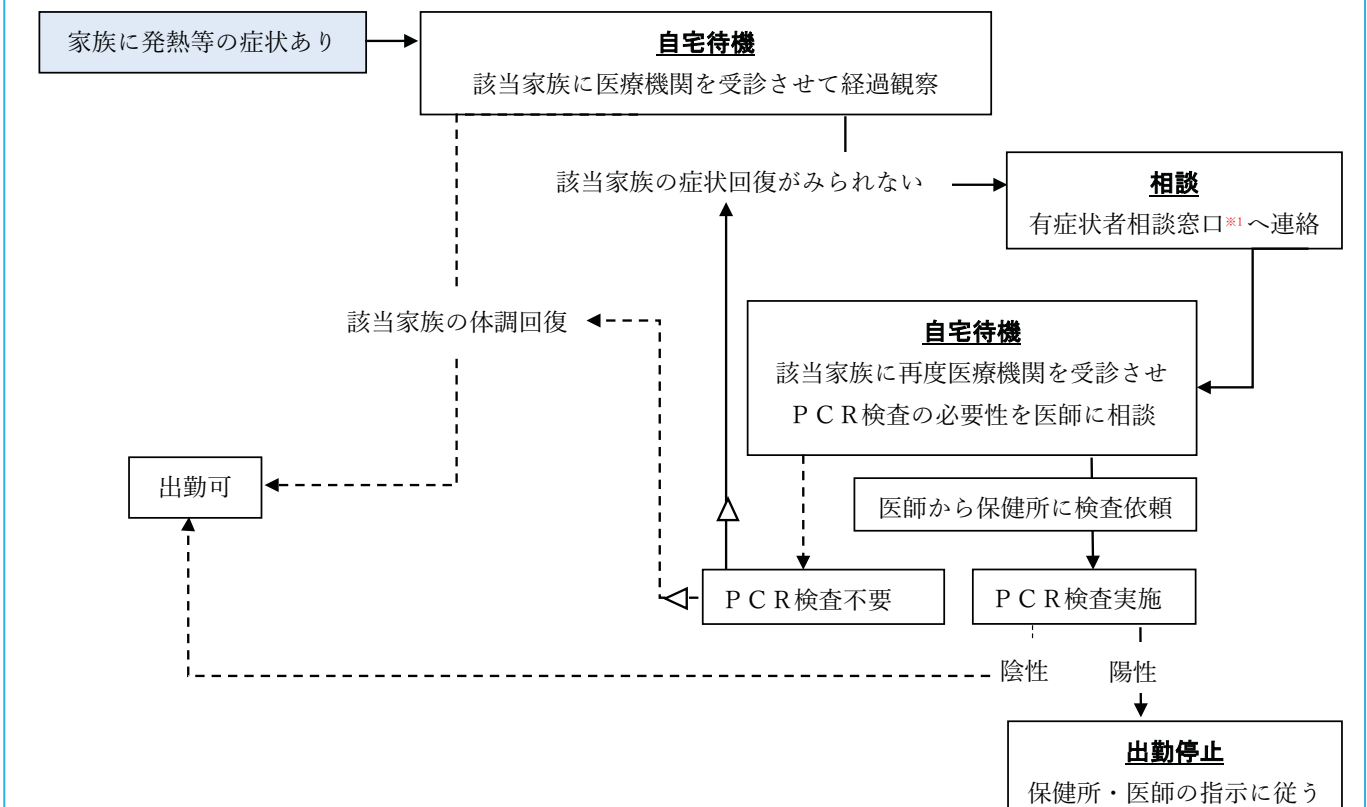 家族に発熱等の症状あり
自宅待機
該当家族に医療機関を受診させて経過観察
該当家族の症状回復がみられない
相談
有症状者相談窓口※1へ連絡
自宅待機
該当家族に再度医療機関を受診させ
ＰＣＲ検査の必要性を医師に相談
該当家族の体調回復
出勤可
医師から保健所に検査依頼
ＰＣＲ検査不要
ＰＣＲ検査実施
陰性
陽性
出勤停止
保健所・医師の指示に従う